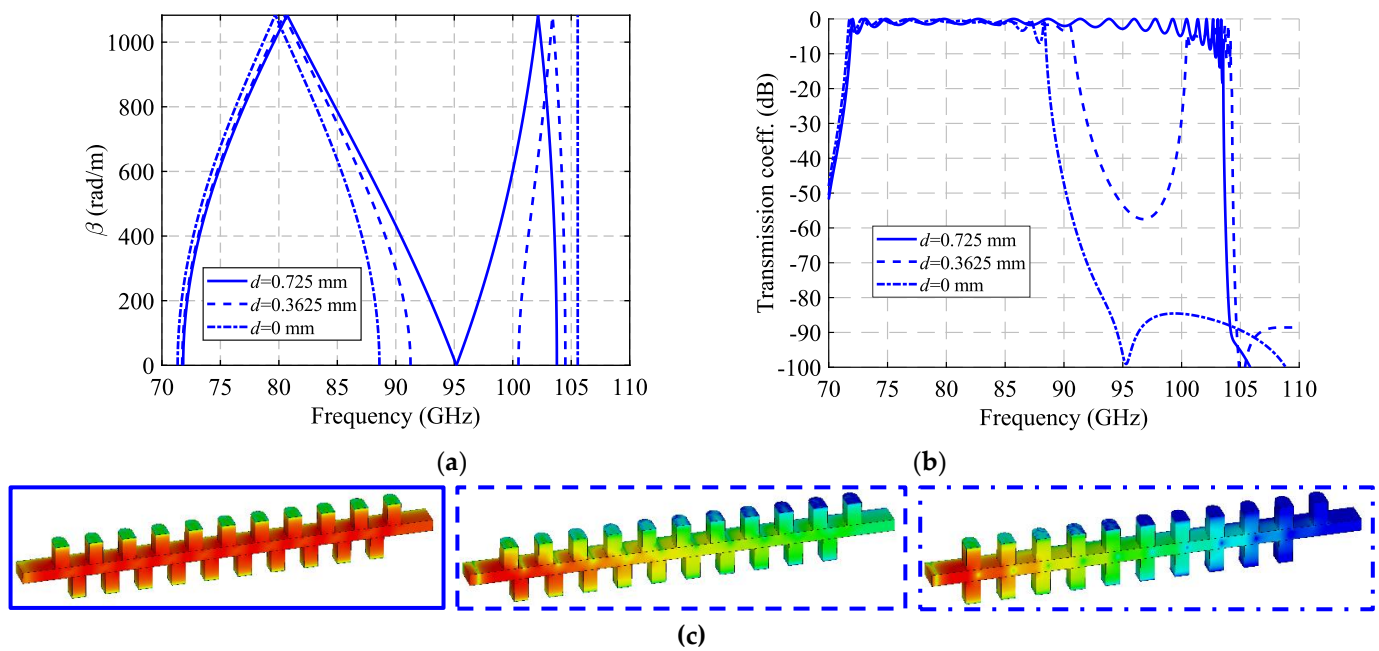 1000
800
600
400
200
0
β (rad/m)
d=0.725 mm
d=0.3625 mm
d=0 mm
70 75 80 85 90 95 100 105 110
Frequency (GHz)
(a)
0
-10
-20
-30
-40
-50
-60
-70
-80
-90
-100
Transmission coeff. (dB)
d=0.725 mm
d=0.3625 mm
d=0 mm
70 75 80 85 90 95 100 105 110
Frequency (GHz)
(b)
(c)